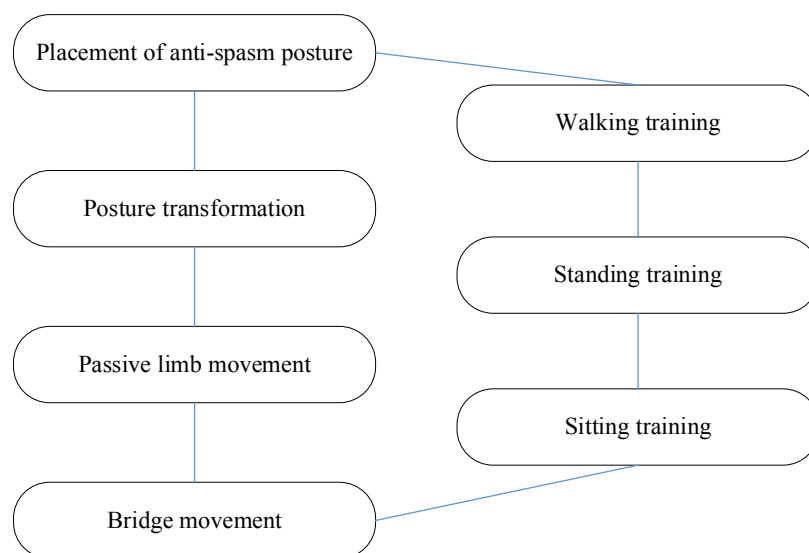 Placement of anti-spasm posture
Posture transformation
Passive limb movement
Bridge movement
Walking training
Standing training
Sitting training